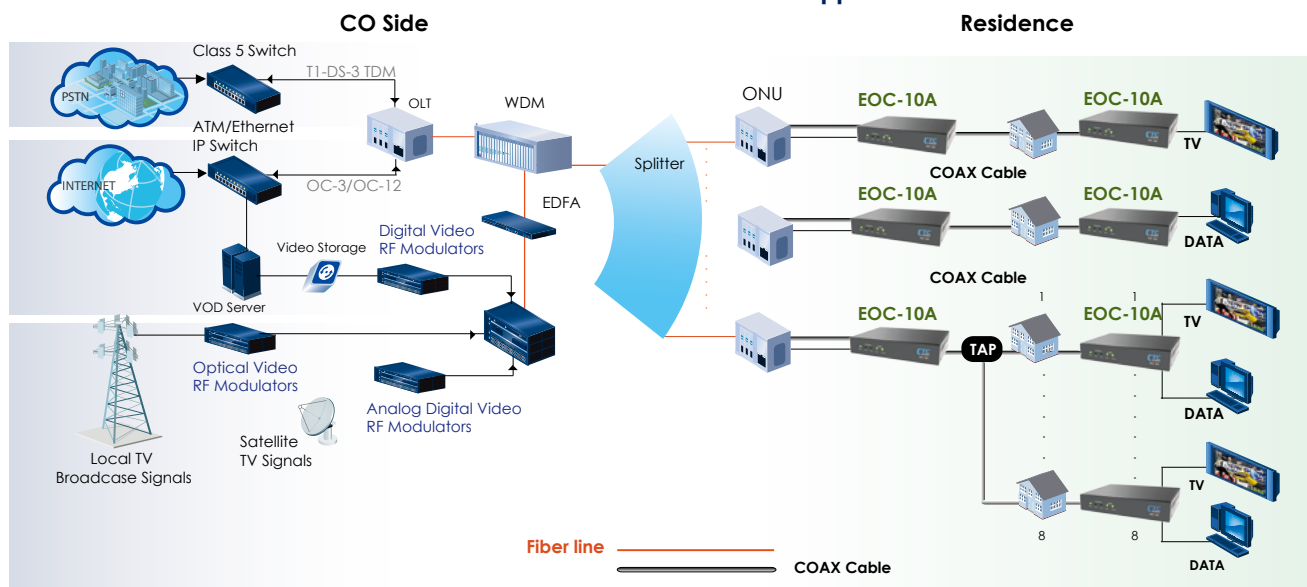 CO Side
Residence
Class 5 Switch
T1-DS-3 TDM
PSTN
OLT
WDM
ONU
EOC-10A
EOC-10A
ATM/Ethernet
IP Switch
TV
Splitter
COAX Cable
INTERNET
OC-3/OC-12
EOC-10A
EOC-10A
EDFA
Digital Video
RF Modulators
Video Storage
DATA
COAX Cable
VOD Server
1
1
EOC-10A
EOC-10A
TV
TAP
Optical Video
RF Modulators
Analog Digital Video
RF Modulators
DATA
Satellite
TV Signals
Local TV
Broadcase Signals
TV
8
8
DATA
Fiber line
COAX Cable